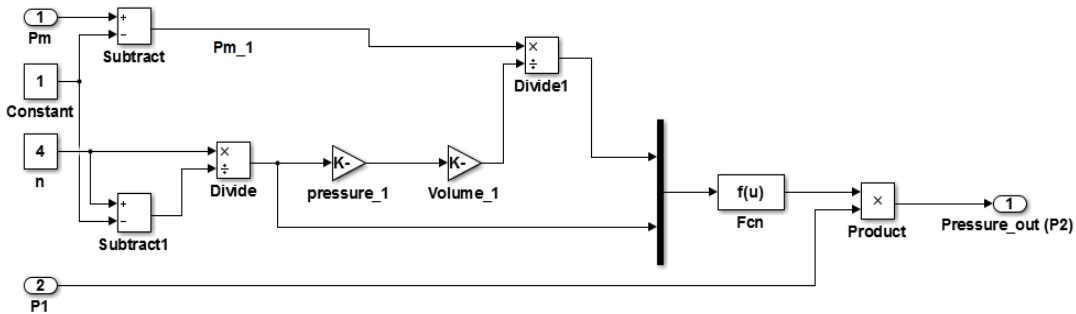 1
Pm
+
−
Subtract
Pm_1
×
÷
Divide1
1
Constant
4
n
×
÷
Divide
K-
pressure_1
K-
Volume_1
+
−
Subtract1
f(u)
Fcn
×
Product
1
Pressure_out (P2)
2
P1